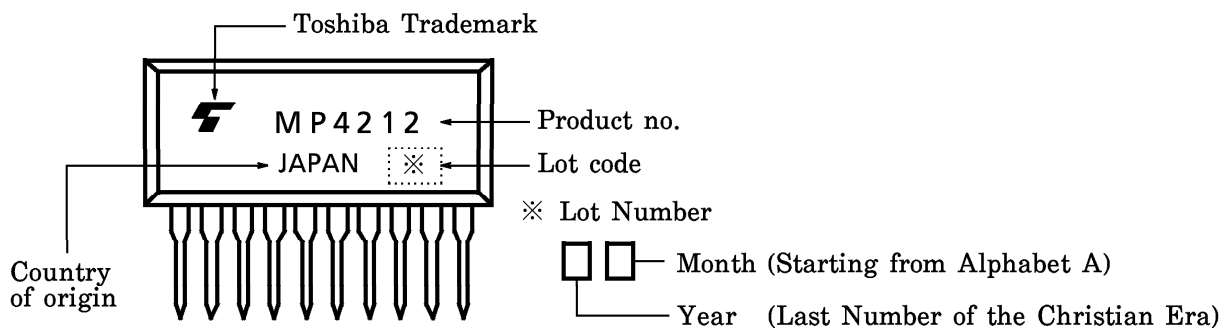 Toshiba Trademark
MP4212
Product no.
JAPAN
※
Lot code
※ Lot Number
Country
of origin
Month (Starting from Alphabet A)
Year (Last Number of the Christian Era)